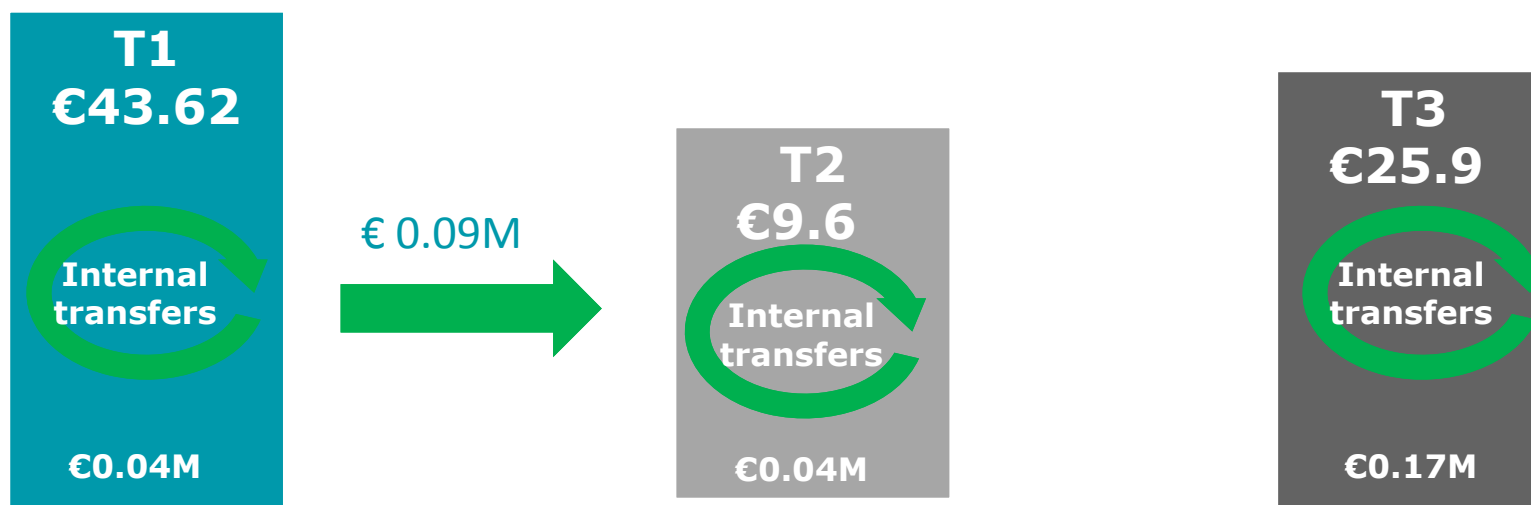 T1
€43.62
Internal
transfers
€0.04M
€ 0.09M
T2
€9.6
Internal
transfers
€0.04M
T3
€25.9
Internal
transfers
€0.17M